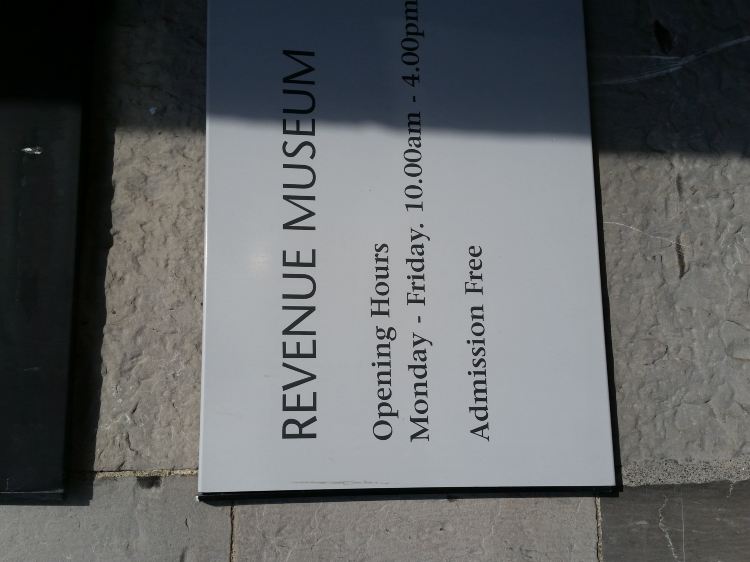 REVENUE MUSEUM
Opening Hours
Monday - Friday. 10.00am - 4.00pm
Admission Free